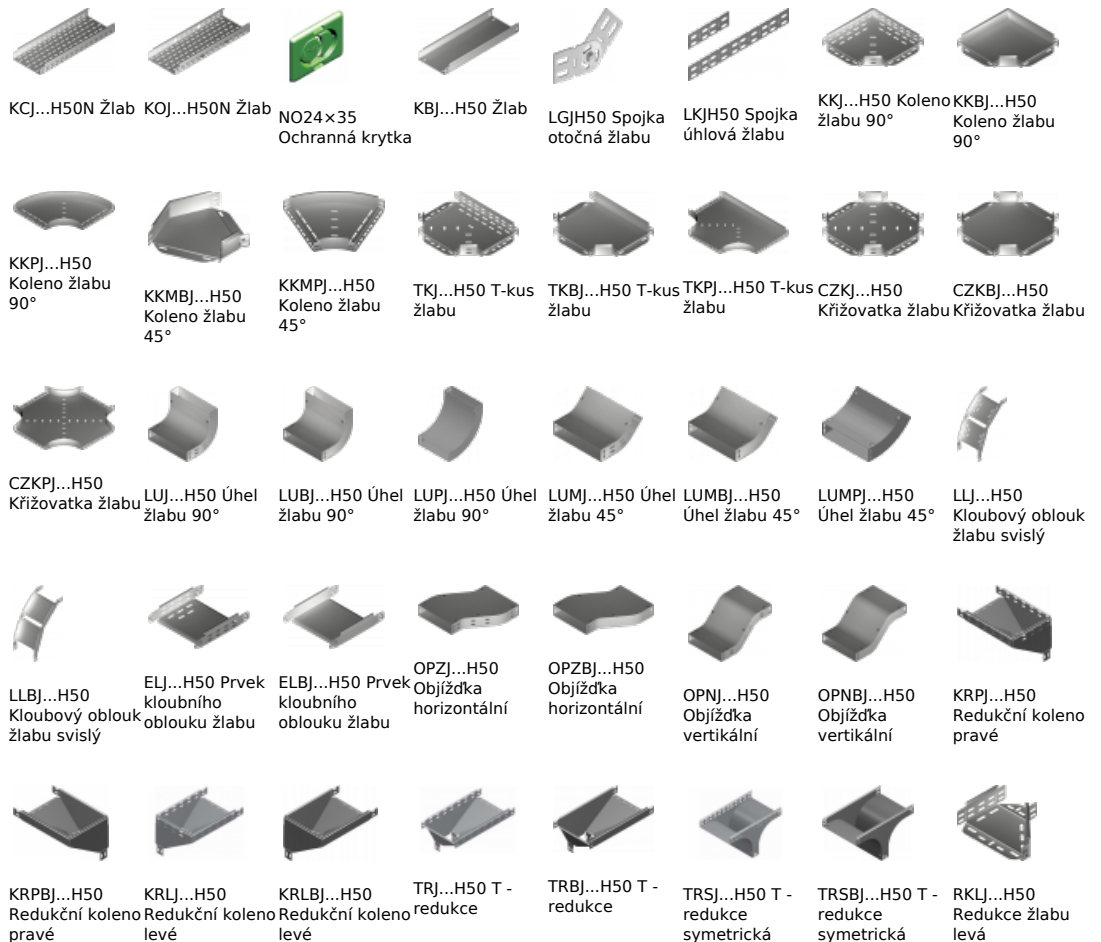 KCJ...H50N Žlab
KOJ...H50N Žlab
NO24×35
Ochranná krytka
KBJ...H50 Žlab
LGJH50 Spojka
otočná žlabu
LKJH50 Spojka
úhlová žlabu
KKJ...H50 Koleno
žlabu 90°
KKBJ...H50
Koleno žlabu
90°
KKPJ...H50
Koleno žlabu
90°
KKMBJ...H50
Koleno žlabu
45°
KKMPJ...H50
Koleno žlabu
45°
TKJ...H50 T-kus
žlabu
TKBJ...H50 T-kus
žlabu
TKPJ...H50 T-kus
žlabu
CZKJ...H50
Křižovatka žlabu
CZKBJ...H50
Křižovatka žlabu
CZKPJ...H50
Křižovatka žlabu
LUJ...H50 Úhel
žlabu 90°
LUBJ...H50 Úhel
žlabu 90°
LUPJ...H50 Úhel
žlabu 90°
LUMJ...H50 Úhel
žlabu 45°
LUMBJ...H50
Úhel žlabu 45°
LUMPJ...H50
Úhel žlabu 45°
LLJ...H50
Kloubový oblouk
žlabu svislý
LLBJ...H50
Kloubový oblouk
žlabu svislý
ELJ...H50 Prvek
kloubního
oblouku žlabu
ELBJ...H50 Prvek
kloubního
oblouku žlabu
OPZJ...H50
Objížďka
horizontální
OPZBJ...H50
Objížďka
horizontální
OPNJ...H50
Objížďka
vertikální
OPNBJ...H50
Objížďka
vertikální
KRPJ...H50
Redukční koleno
pravé
KRPBJ...H50
Redukční koleno
pravé
KRLJ...H50
Redukční koleno
levé
KRLBJ...H50
Redukční koleno
levé
TRJ...H50 T -
redukce
TRBJ...H50 T -
redukce
TRSJ...H50 T -
redukce
symetrická
TRSBJ...H50 T -
redukce
symetrická
RKLJ...H50
Redukce žlabu
levá